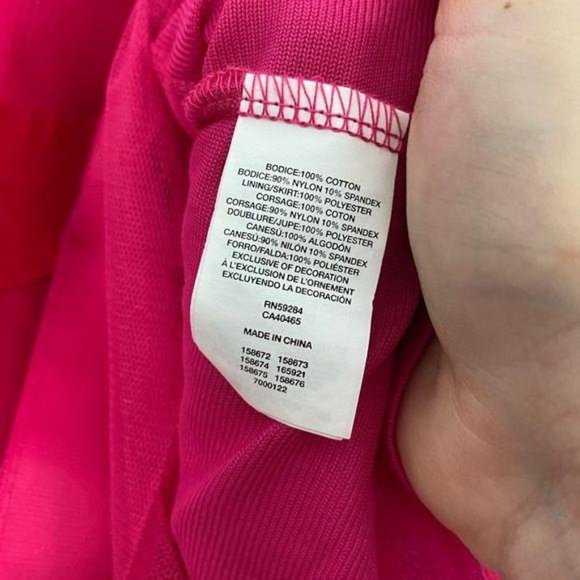 BODICE:100% COTTON
BODICE:90% NYLON 10% SPANDEX
LINING/SKIRT:100% POLYESTER
CORSAGE:100% COTON
CORSAGE:90% NYLON 10% SPANDEX
DOUBLURE/JUPE:100% POLYESTER
CANESÚ:100% ALGODÓN
CANESÚ:90% NILÓN 10% SPANDEX
FORRO/FALDA:100% POLIÉSTER
EXCLUSIVE OF DECORATION
À L'EXCLUSION DE L'ORNEMENT
EXCLUYENDO LA DECORACIÓN
RN59284
CA40465
MADE IN CHINA
158672 158673
158674 165921
158675 158676
7000122